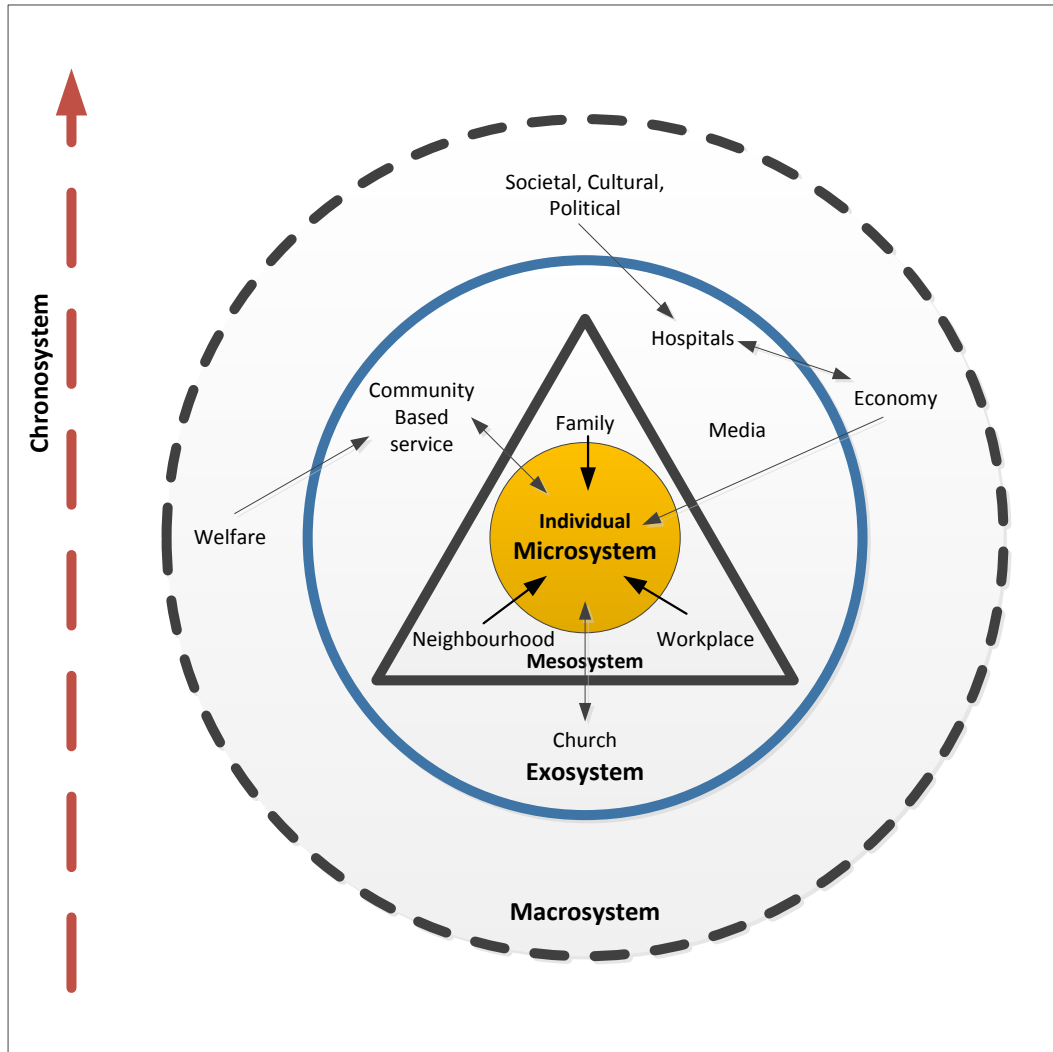 Chronosystem
Societal, Cultural,
Political
Hospitals
Economy
Community
Based
service
Family
Media
Welfare
Individual
Microsystem
Neighbourhood
Workplace
Mesosystem
Church
Exosystem
Macrosystem